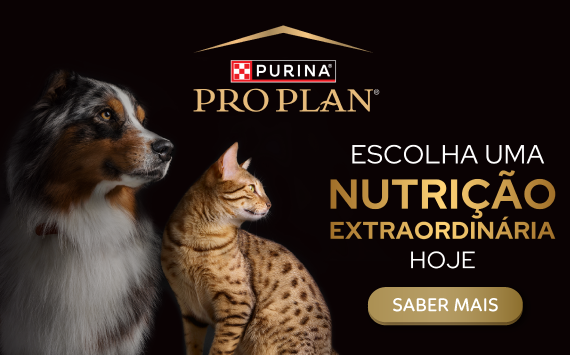 PURINA®
PRO PLAN®
ESCOLHA UMA
NUTRIÇÃO
EXTRAORDINÁRIA
HOJE
SABER MAIS